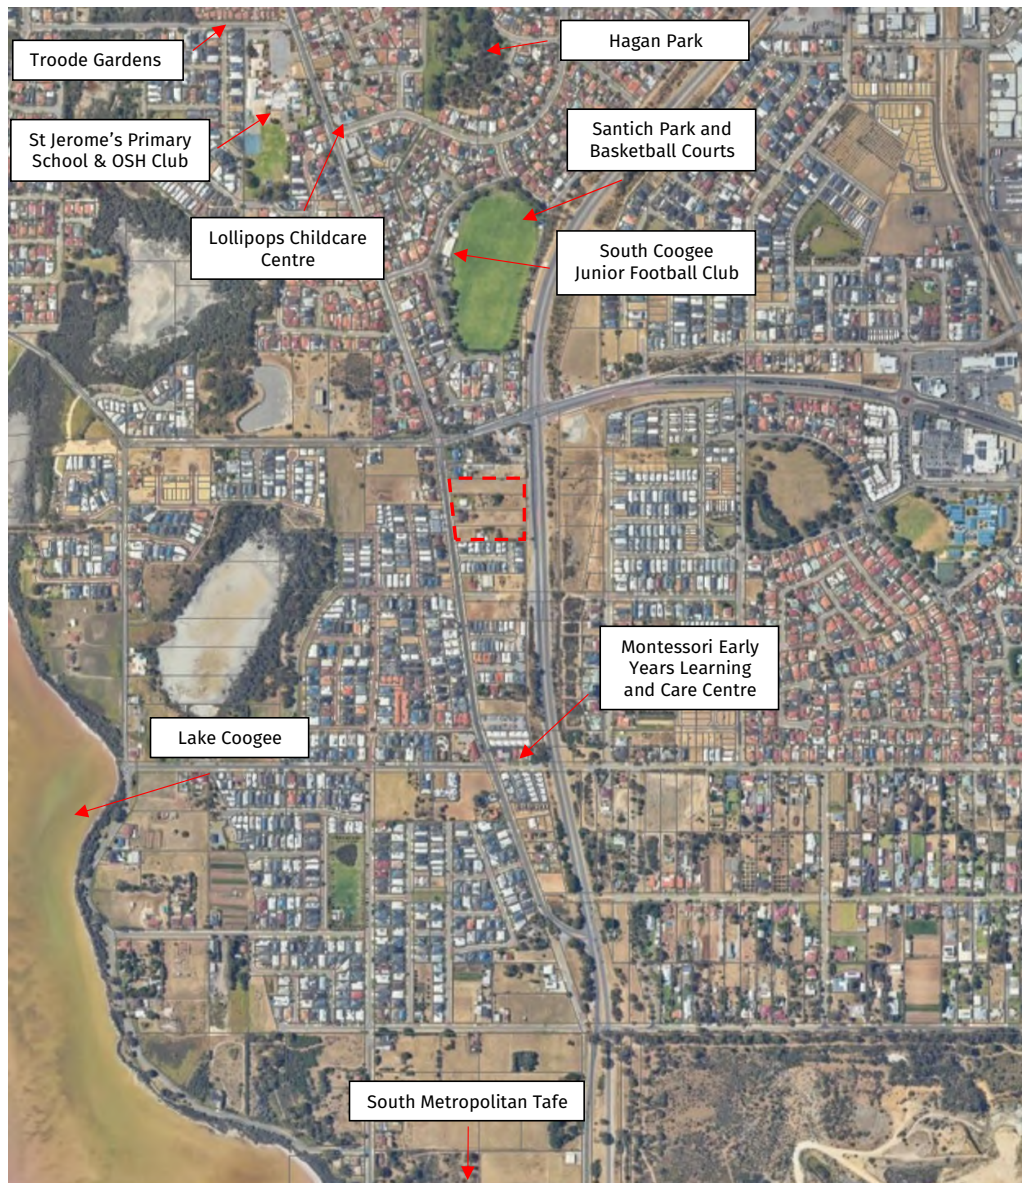 Troode Gardens
Hagan Park
St Jerome's Primary
School & OSH Club
Santich Park and
Basketball Courts
Lollipops Childcare
Centre
South Coogee
Junior Football Club
Montessori Early
Years Learning
and Care Centre
Lake Coogee
South Metropolitan Tafe